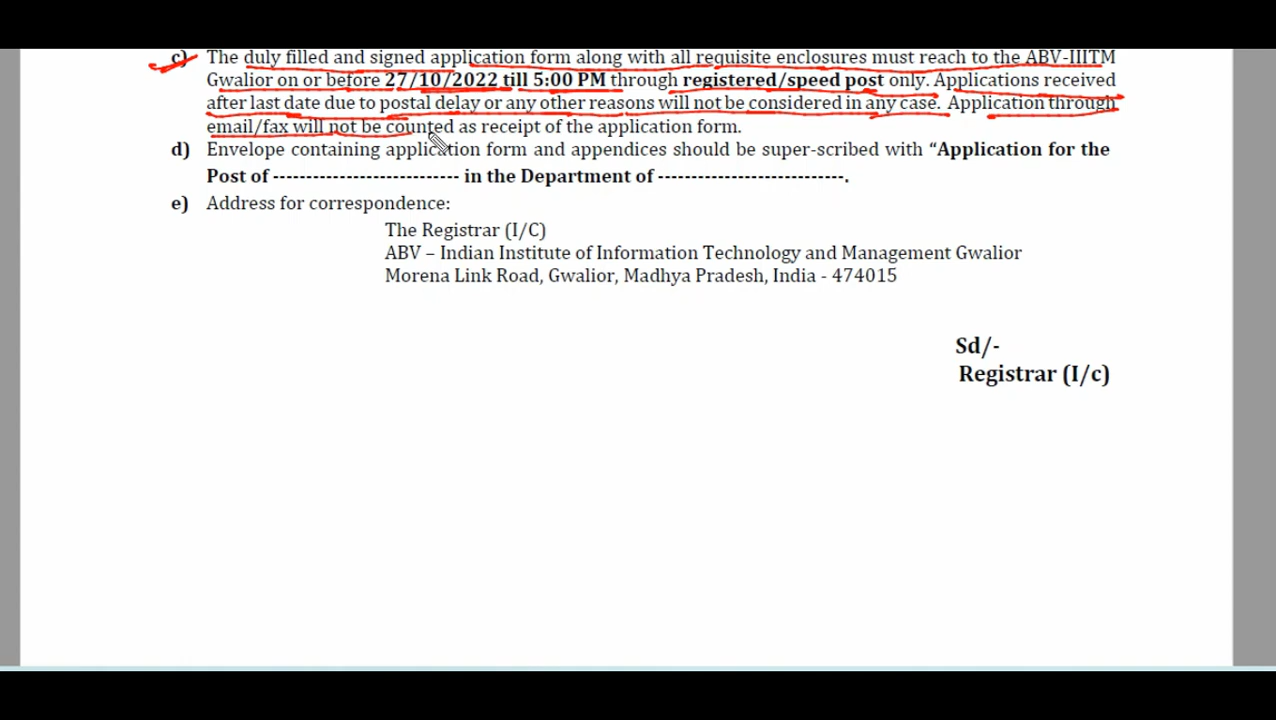 c) The duly filled and signed application form along with all requisite enclosures must reach to the ABV-IIITM
Gwalior on or before 27/10/2022 till 5:00 PM through registered/speed post only. Applications received
after last date due to postal delay or any other reasons will not be considered in any case. Application through
email/fax will not be counted as receipt of the application form.
d) Envelope containing application form and appendices should be super-scribed with “Application for the
Post of ---------------------------- in the Department of ----------------------------.
e) Address for correspondence:
The Registrar (I/C)
ABV – Indian Institute of Information Technology and Management Gwalior
Morena Link Road, Gwalior, Madhya Pradesh, India - 474015
Sd/-
Registrar (I/c)